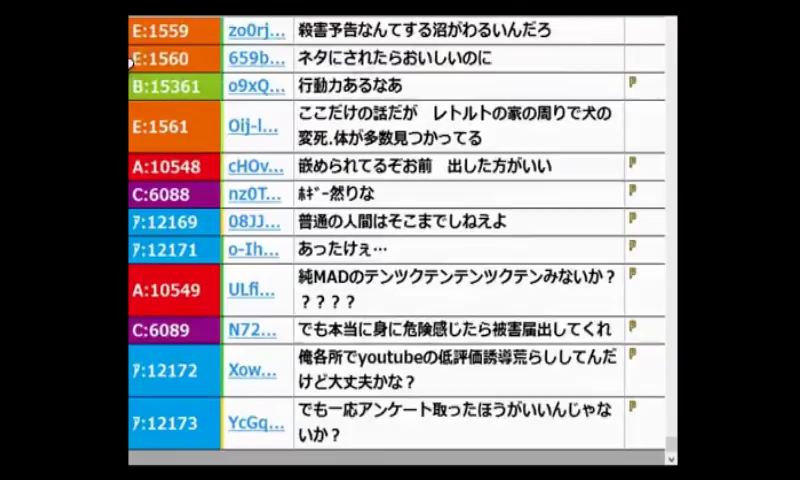 E:1559 zo0rj... 殺害予告なんてする沼がわるいんだろ
E:1560 659b... ネタにされたらおいしいのに
B:15361 o9xQ... 行動力あるなあ P
E:1561 Oij-l... ここだけの話だが　レトルトの家の周りで犬の
変死.体が多数見つかってる
A:10548 cHOv... 嵌められてるぞお前　出した方がいい P
C:6088 nz0T... ﾎｷﾞｰ然りな P
ｱ:12169 08JJ... 普通の人間はそこまでしねえよ P
ｱ:12171 o-Ih... あったけぇ… P
A:10549 ULfi... 純MADのテンツクテンテンツクテンみないか？ P
？？？？
C:6089 N72... でも本当に身に危険感じたら被害届出してくれ P
ｱ:12172 Xow... 俺各所でyoutubeの低評価誘導荒らししてんだ P
けど大丈夫かな？
ｱ:12173 YcGq... でも一応アンケート取ったほうがいいんじゃな P
いか？